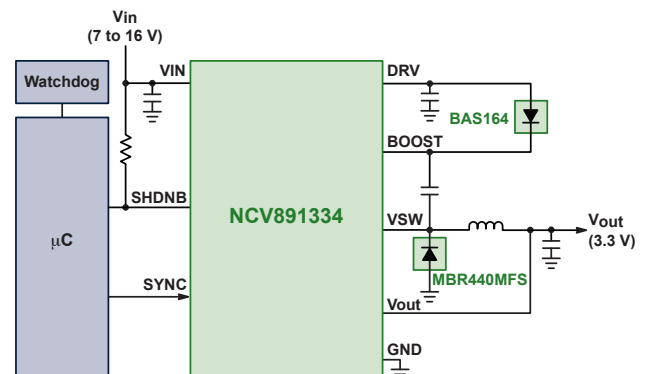 Vin
(7 to 16 V)
Watchdog
VIN
DRV
BAS164
BOOST
SHDNB
NCV891334
VSW
Vout
(3.3 V)
μC
MBR440MFS
SYNC
Vout
GND